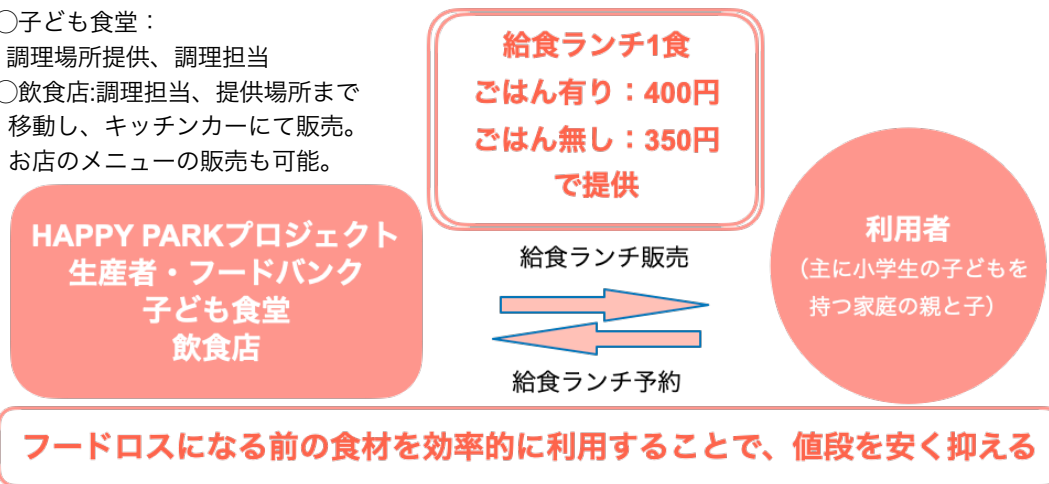 ◯子ども食堂：
調理場所提供、調理担当
◯飲食店:調理担当、提供場所まで
移動し、キッチンカーにて販売。
お店のメニューの販売も可能。
給食ランチ1食
ごはん有り：400円
ごはん無し：350円
で提供
HAPPY PARKプロジェクト
生産者・フードバンク
子ども食堂
飲食店
給食ランチ販売
給食ランチ予約
利用者
（主に小学生の子どもを
持つ家庭の親と子）
フードロスになる前の食材を効率的に利用することで、値段を安く抑える